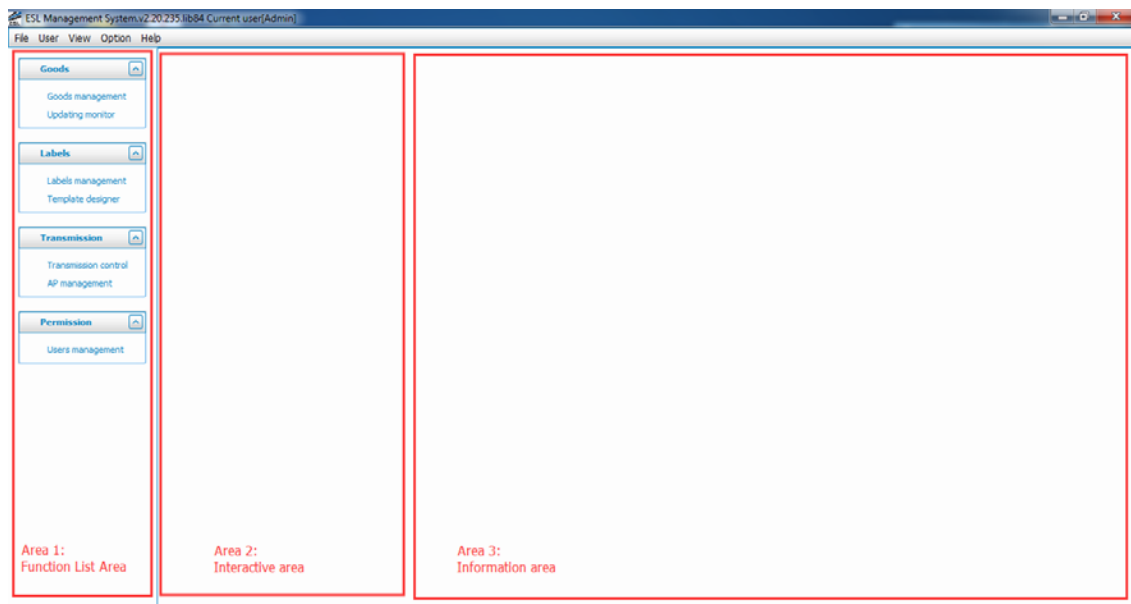 ESL Management System.v2.20.235.lib84 Current user[Admin]
File User View Option Help
Goods
Goods management
Updating monitor
Labels
Labels management
Template designer
Transmission
Transmission control
AP management
Permission
Users management
Area 1:
Function List Area
Area 2:
Interactive area
Area 3:
Information area